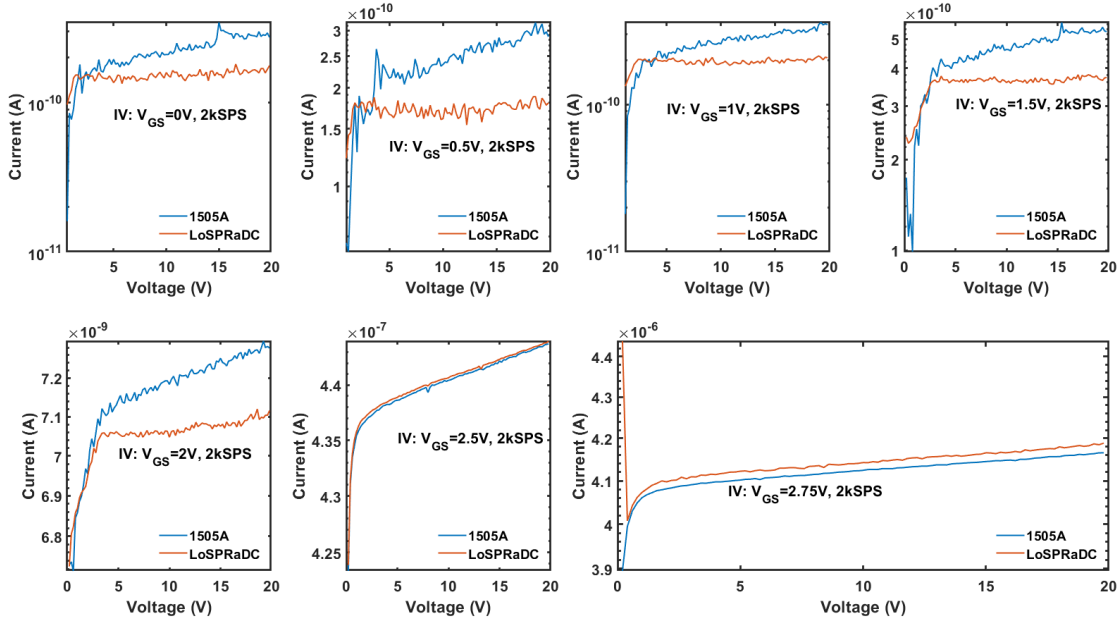 ×10⁻¹⁰
×10⁻¹⁰
Current (A)
10⁻¹⁰
10⁻¹¹
IV: V_GS=0V, 2kSPS
1505A
LoSPRaDC
5
10
15
20
Voltage (V)
Current (A)
3
2.5
2
1.5
1
IV: V_GS=0.5V, 2kSPS
1505A
LoSPRaDC
0
5
10
15
20
Voltage (V)
Current (A)
10⁻¹⁰
10⁻¹¹
IV: V_GS=1V, 2kSPS
1505A
LoSPRaDC
5
10
15
20
Voltage (V)
Current (A)
5
4
3
2
1
IV: V_GS=1.5V, 2kSPS
1505A
LoSPRaDC
0
5
10
15
20
Voltage (V)
×10⁻⁹
Current (A)
7.2
7.1
7
6.9
6.8
IV: V_GS=2V, 2kSPS
1505A
LoSPRaDC
0
5
10
15
20
Voltage (V)
×10⁻⁷
Current (A)
4.4
4.35
4.3
4.25
IV: V_GS=2.5V, 2kSPS
1505A
LoSPRaDC
0
5
10
15
20
Voltage (V)
×10⁻⁶
Current (A)
4.4
4.3
4.2
4.1
4
3.9
IV: V_GS=2.75V, 2kSPS
1505A
LoSPRaDC
0
5
10
15
20
Voltage (V)